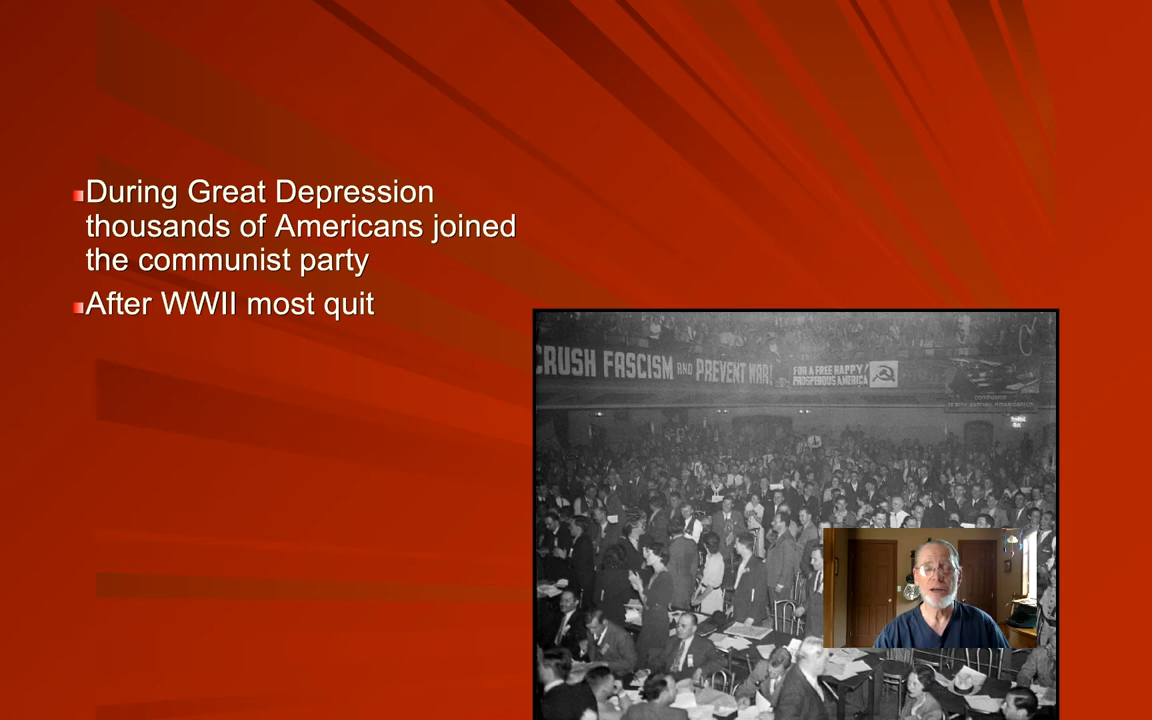 During Great Depression
thousands of Americans joined
the communist party
After WWII most quit
CRUSH FASCISM AND PREVENT WAR!
FOR A FREE HAPPY!
PROSPEROUS AMERICA
COMMUNISM